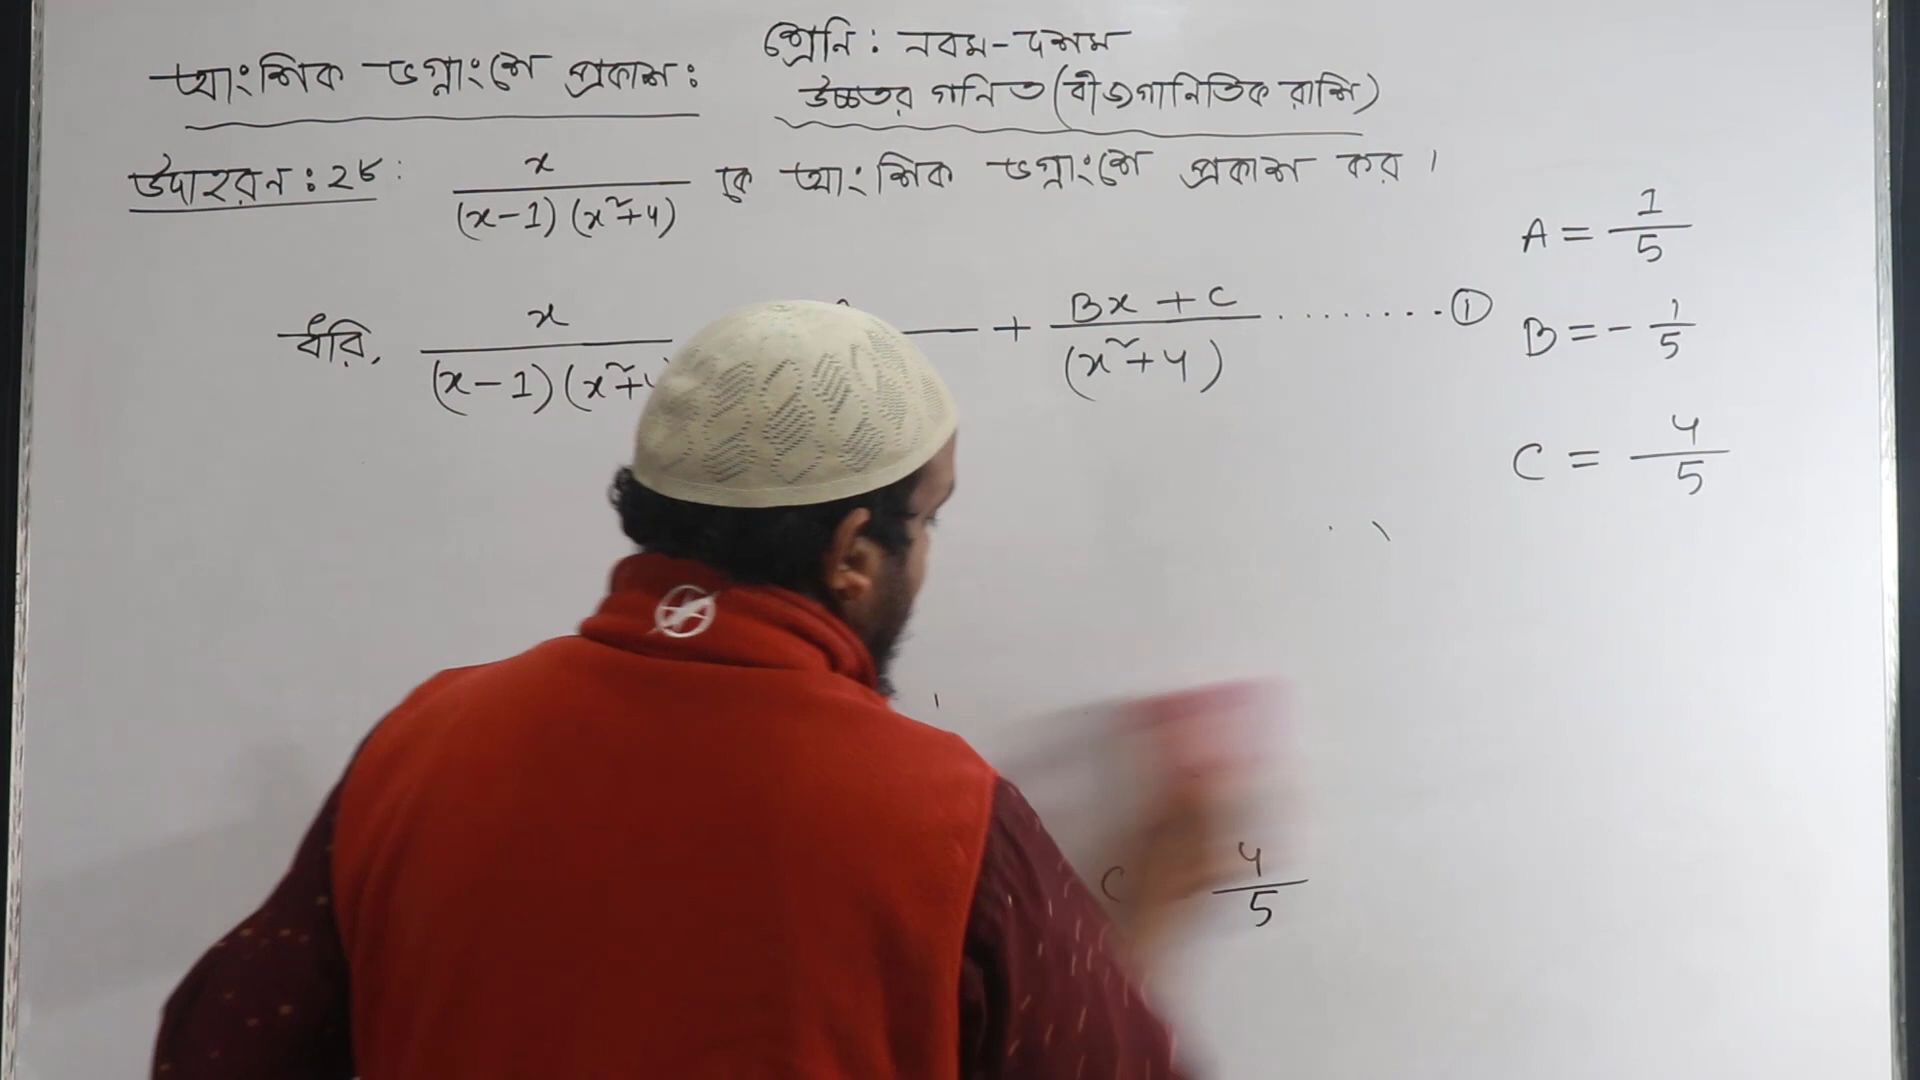 আংশিক ভগ্নাংশে প্রকাশ:
শ্রেনি: নবম-দশম
উচ্চতর গনিত (বীজগানিতিক রাশি)
উদাহরন: ২৮: x/((x-1)(x²+4)) কে আংশিক ভগ্নাংশে প্রকাশ কর।
ধরি, x/((x-1)(x²+4 + (Bx+C)/(x²+4) ......... ①
A = 1/5
B = - 1/5
C = 4/5
C 4/5